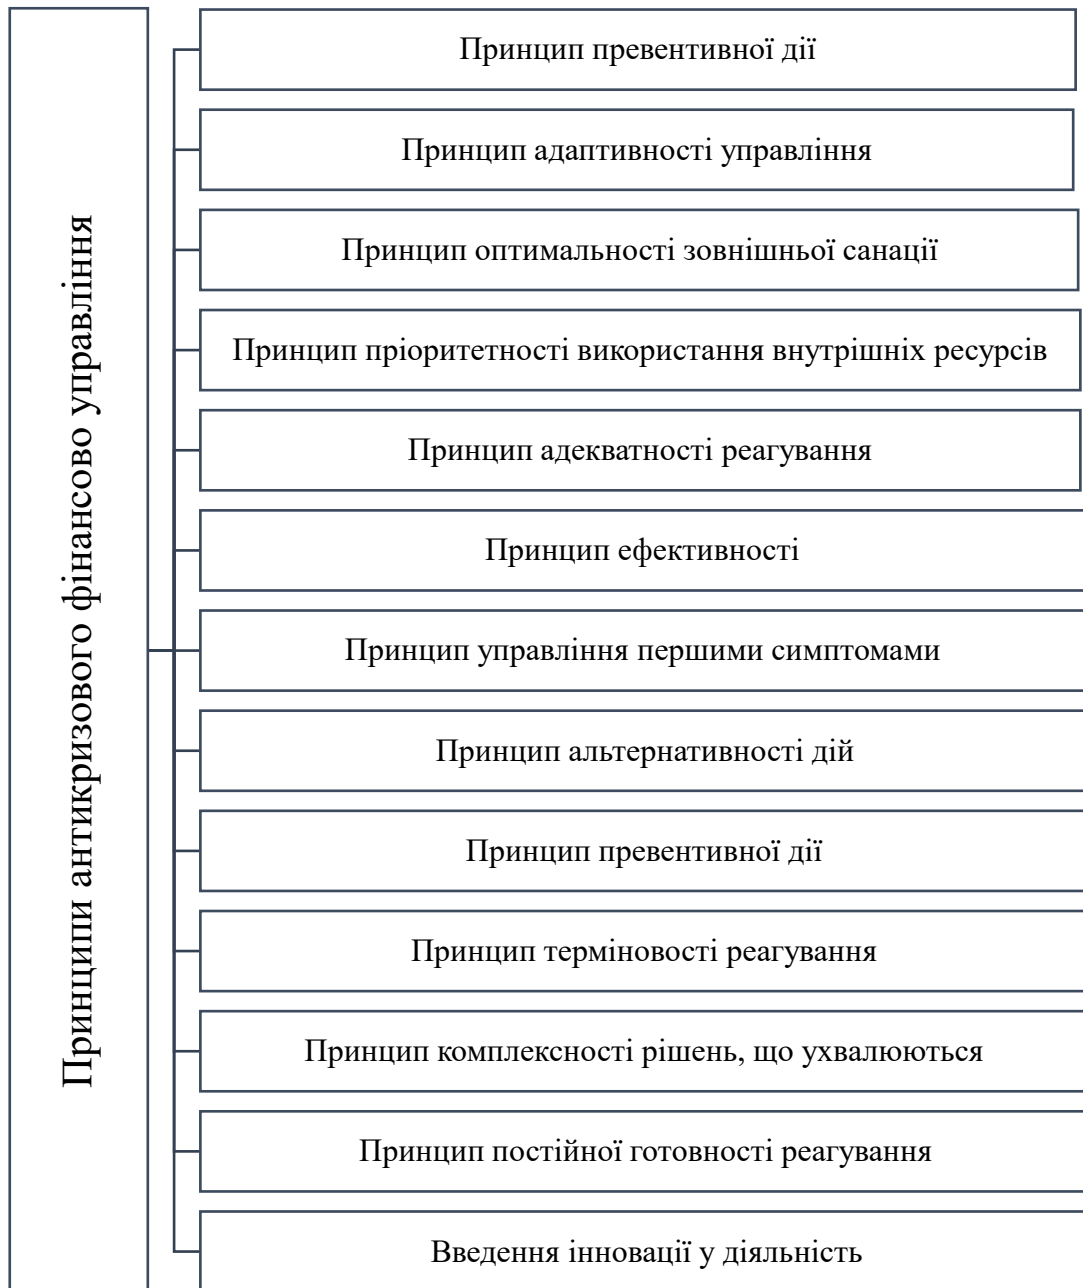 Принципи антикризового фінансово управління
Принцип превентивної дії
Принцип адаптивності управління
Принцип оптимальності зовнішньої санації
Принцип пріоритетності використання внутрішніх ресурсів
Принцип адекватності реагування
Принцип ефективності
Принцип управління першими симптомами
Принцип альтернативності дій
Принцип превентивної дії
Принцип терміновості реагування
Принцип комплексності рішень, що ухвалюються
Принцип постійної готовності реагування
Введення інновації у діяльність